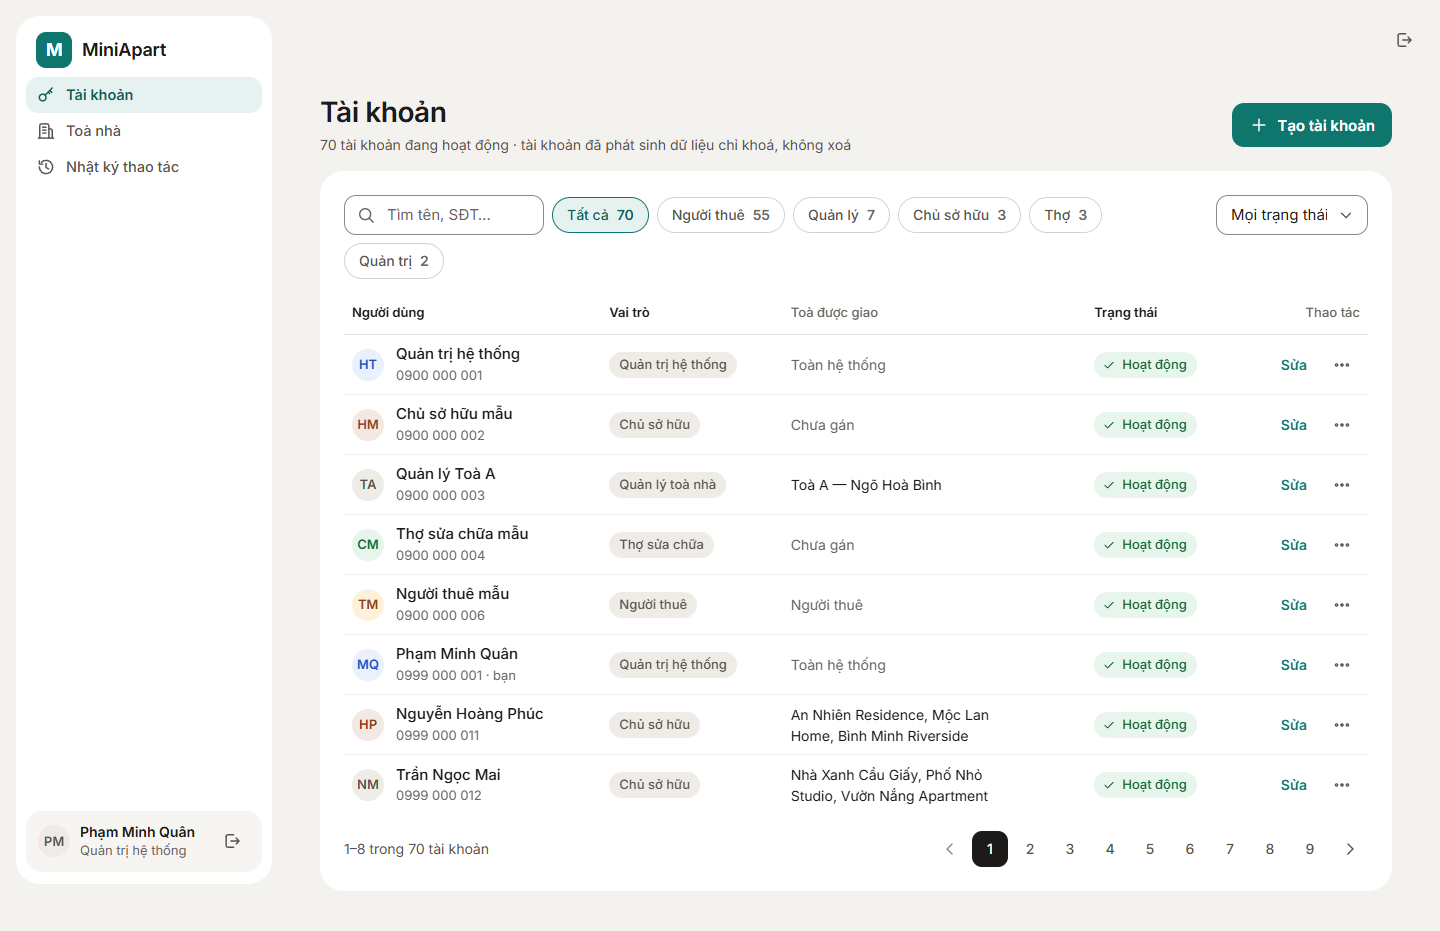 M MiniApart
Tài khoản
Toà nhà
Nhật ký thao tác
Tài khoản
70 tài khoản đang hoạt động · tài khoản đã phát sinh dữ liệu chỉ khoá, không xoá
Tạo tài khoản
Tìm tên, SĐT... Tất cả 70 Người thuê 55 Quản lý 7 Chủ sở hữu 3 Thợ 3 Mọi trạng thái
Quản trị 2
Người dùng Vai trò Toà được giao Trạng thái Thao tác
HT Quản trị hệ thống Quản trị hệ thống Toàn hệ thống Hoạt động Sửa
0900 000 001
HM Chủ sở hữu mẫu Chủ sở hữu Chưa gán Hoạt động Sửa
0900 000 002
TA Quản lý Toà A Quản lý toà nhà Toà A — Ngõ Hoà Bình Hoạt động Sửa
0900 000 003
CM Thợ sửa chữa mẫu Thợ sửa chữa Chưa gán Hoạt động Sửa
0900 000 004
TM Người thuê mẫu Người thuê Người thuê Hoạt động Sửa
0900 000 006
MQ Phạm Minh Quân Quản trị hệ thống Toàn hệ thống Hoạt động Sửa
0999 000 001 · bạn
HP Nguyễn Hoàng Phúc Chủ sở hữu An Nhiên Residence, Mộc Lan Hoạt động Sửa
0999 000 011 Home, Bình Minh Riverside
NM Trần Ngọc Mai Chủ sở hữu Nhà Xanh Cầu Giấy, Phố Nhỏ Hoạt động Sửa
0999 000 012 Studio, Vườn Nắng Apartment
1–8 trong 70 tài khoản 1 2 3 4 5 6 7 8 9
PM Phạm Minh Quân
Quản trị hệ thống